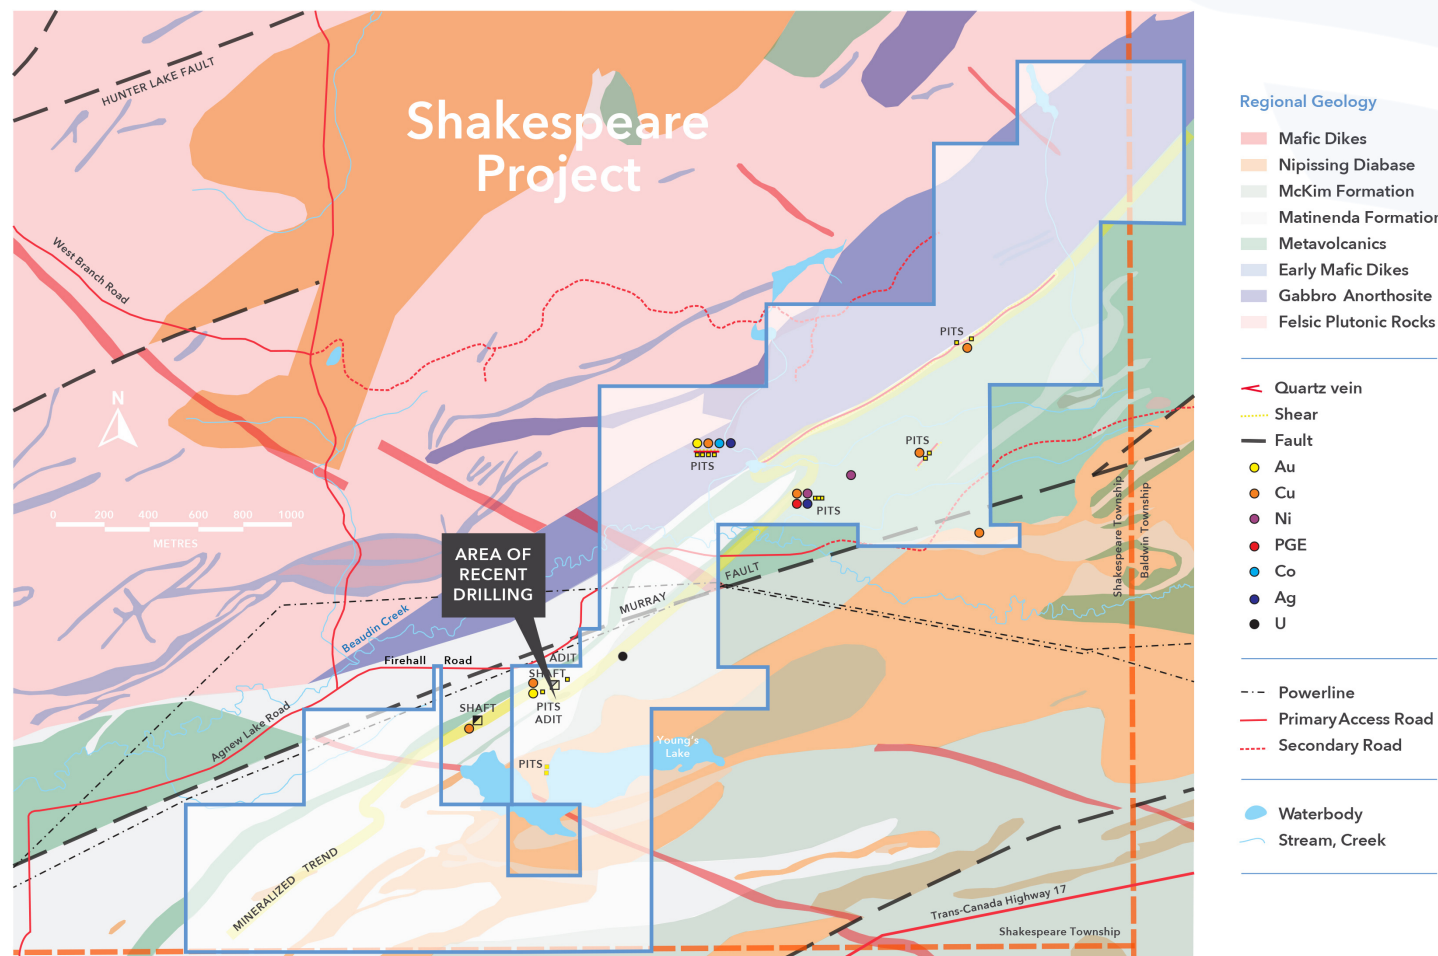 Shakespeare
Project
HUNTER LAKE FAULT
West Branch Road
N
0 200 400 600 800 1000
METRES
AREA OF
RECENT
DRILLING
Beaudin Creek
Firehall Road
Agnew Lake Road
MURRAY FAULT
PITS
PITS
PITS
PITS
ADIT
SHAFT
PITS
ADIT
SHAFT
PITS
Young's
Lake
MINERALIZED TREND
Shakespeare Township
Baldwin Township
Trans-Canada Highway 17
Shakespeare Township
Regional Geology
Mafic Dikes
Nipissing Diabase
McKim Formation
Matinenda Formation
Metavolcanics
Early Mafic Dikes
Gabbro Anorthosite
Felsic Plutonic Rocks
Quartz vein
Shear
Fault
Au
Cu
Ni
PGE
Co
Ag
U
Powerline
Primary Access Road
Secondary Road
Waterbody
Stream, Creek